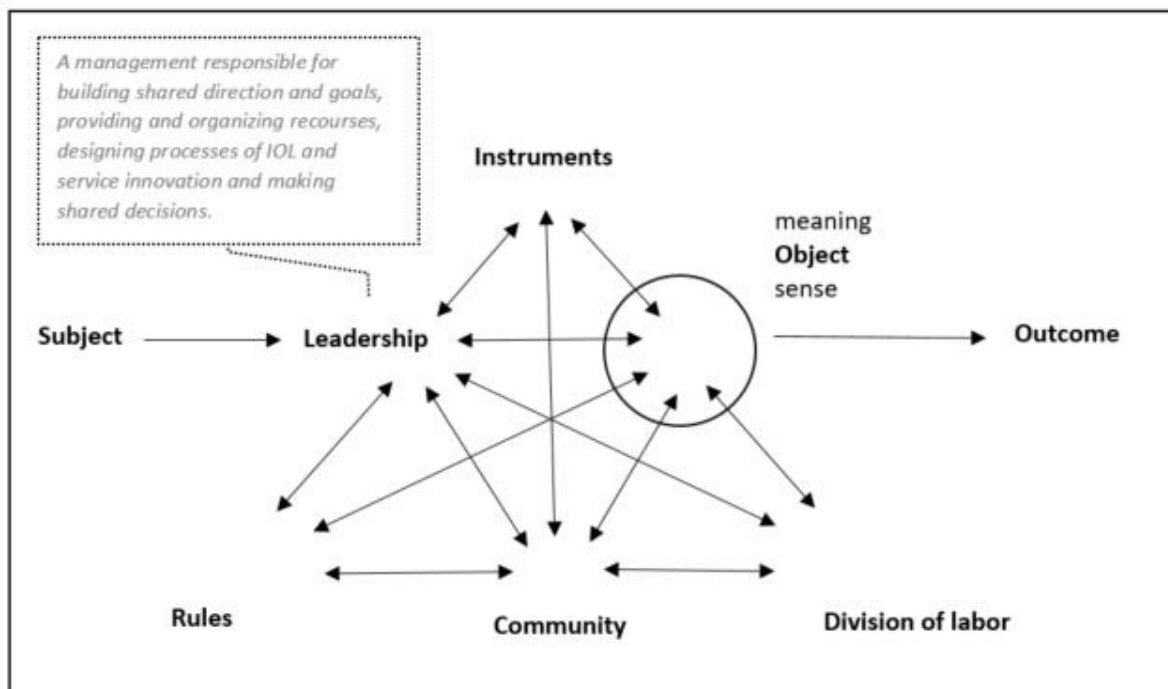 A management responsible for
building shared direction and goals,
providing and organizing recourses,
designing processes of IOL and
service innovation and making
shared decisions.
Instruments
meaning
Object
sense
Subject
Leadership
Outcome
Rules
Community
Division of labor